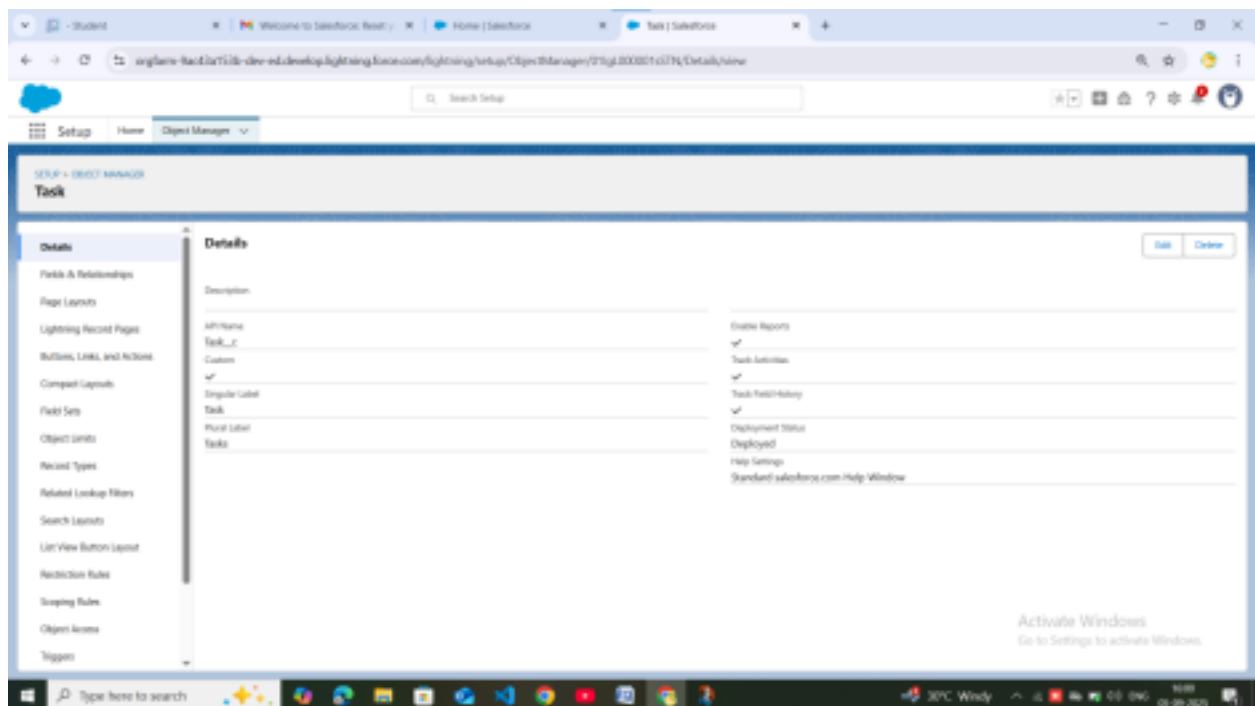 - Student
Welcome to Salesforce: Reset y
Home | Salesforce
Task | Salesforce
Search Setup
Setup
Home
Object Manager
SETUP > OBJECT MANAGER
Task
Details
Fields & Relationships
Page Layouts
Lightning Record Pages
Buttons, Links, and Actions
Compact Layouts
Field Sets
Object Limits
Record Types
Related Lookup Filters
Search Layouts
List View Button Layout
Restriction Rules
Scoping Rules
Object Access
Triggers
Details
Edit
Delete
Description
API Name
Task__c
Custom
Singular Label
Task
Plural Label
Tasks
Enable Reports
Track Activities
Track Field History
Deployment Status
Deployed
Help Settings
Standard salesforce.com Help Window
Activate Windows
Go to Settings to activate Windows.
Type here to search
30°C Windy
ENG